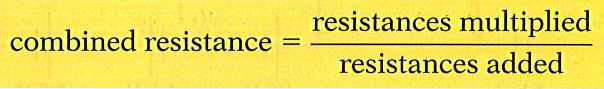 combined resistance = resistances multiplied
resistances added